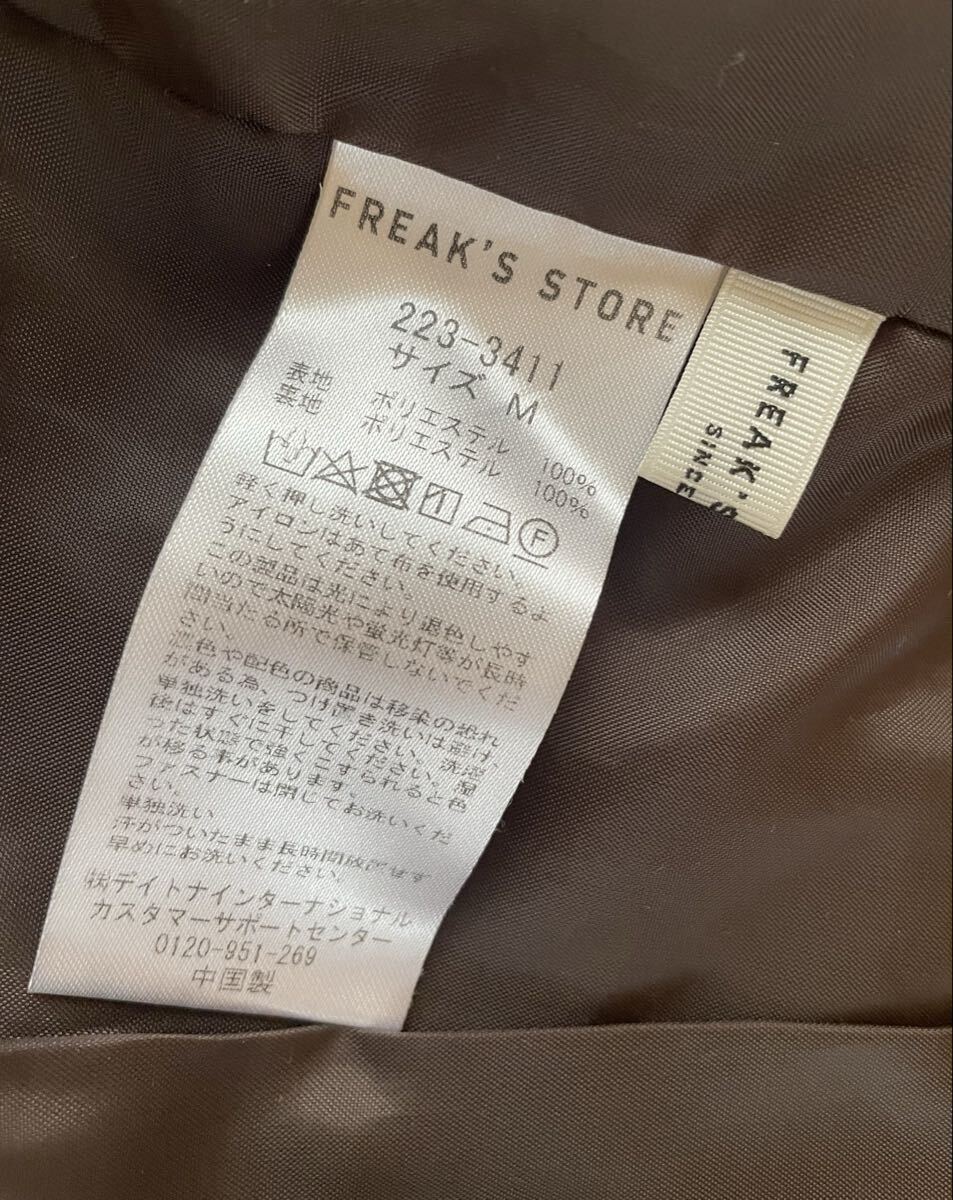 FREAK'S STORE
223-3411
サイズ M
表地 ポリエステル 100%
裏地 ポリエステル 100%
F
軽く押し洗いしてください。
アイロンはあて布を使用するよ
うにしてください。
この製品は光により退色しやす
いので太陽光や蛍光灯等が長時
間当たる所で保管しないでくだ
さい。
濃色や配色の商品は移染の恐れ
がある為、つけ置き洗いは避け、
単独洗いをしてください。洗濯
後はすぐに干してください。湿
った状態で強くこすられると色
が移る事があります。
ファスナーは閉じてお洗いくだ
さい。
単独洗い
汗がついたまま長時間放置せず
早めにお洗いください。
㈱デイトナインターナショナル
カスタマーサポートセンター
0120-951-269
中国製
FREAK'S
SINCE